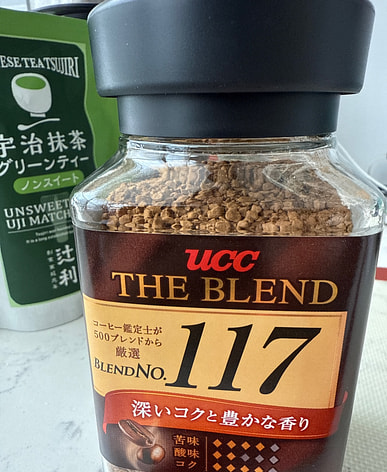 ESE TEA TSUJIRI
宇治抹茶
グリーンティー
ノンスイート
UNSWEET
UJI MATCH
辻利
ucc
THE BLEND
コーヒー鑑定士が
500ブレンドから
厳選
BLEND NO. 117
深いコクと豊かな香り
苦味
酸味
コク